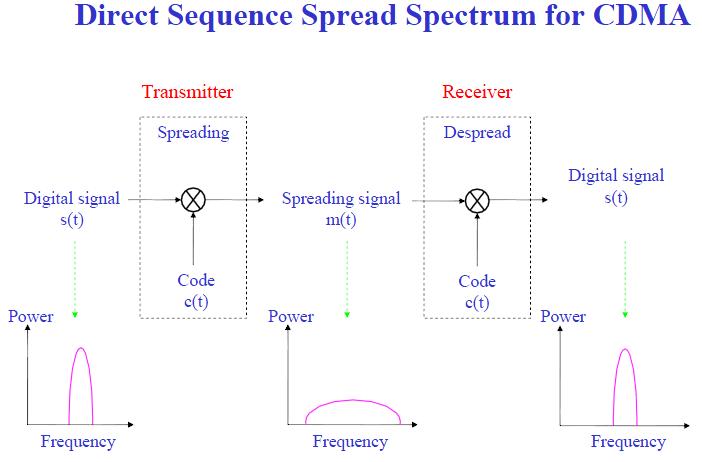 Direct Sequence Spread Spectrum for CDMA
Transmitter
Receiver
Spreading
Despread
Digital signal
s(t)
Spreading signal
m(t)
Digital signal
s(t)
Code
c(t)
Code
c(t)
Power
Power
Power
Frequency
Frequency
Frequency